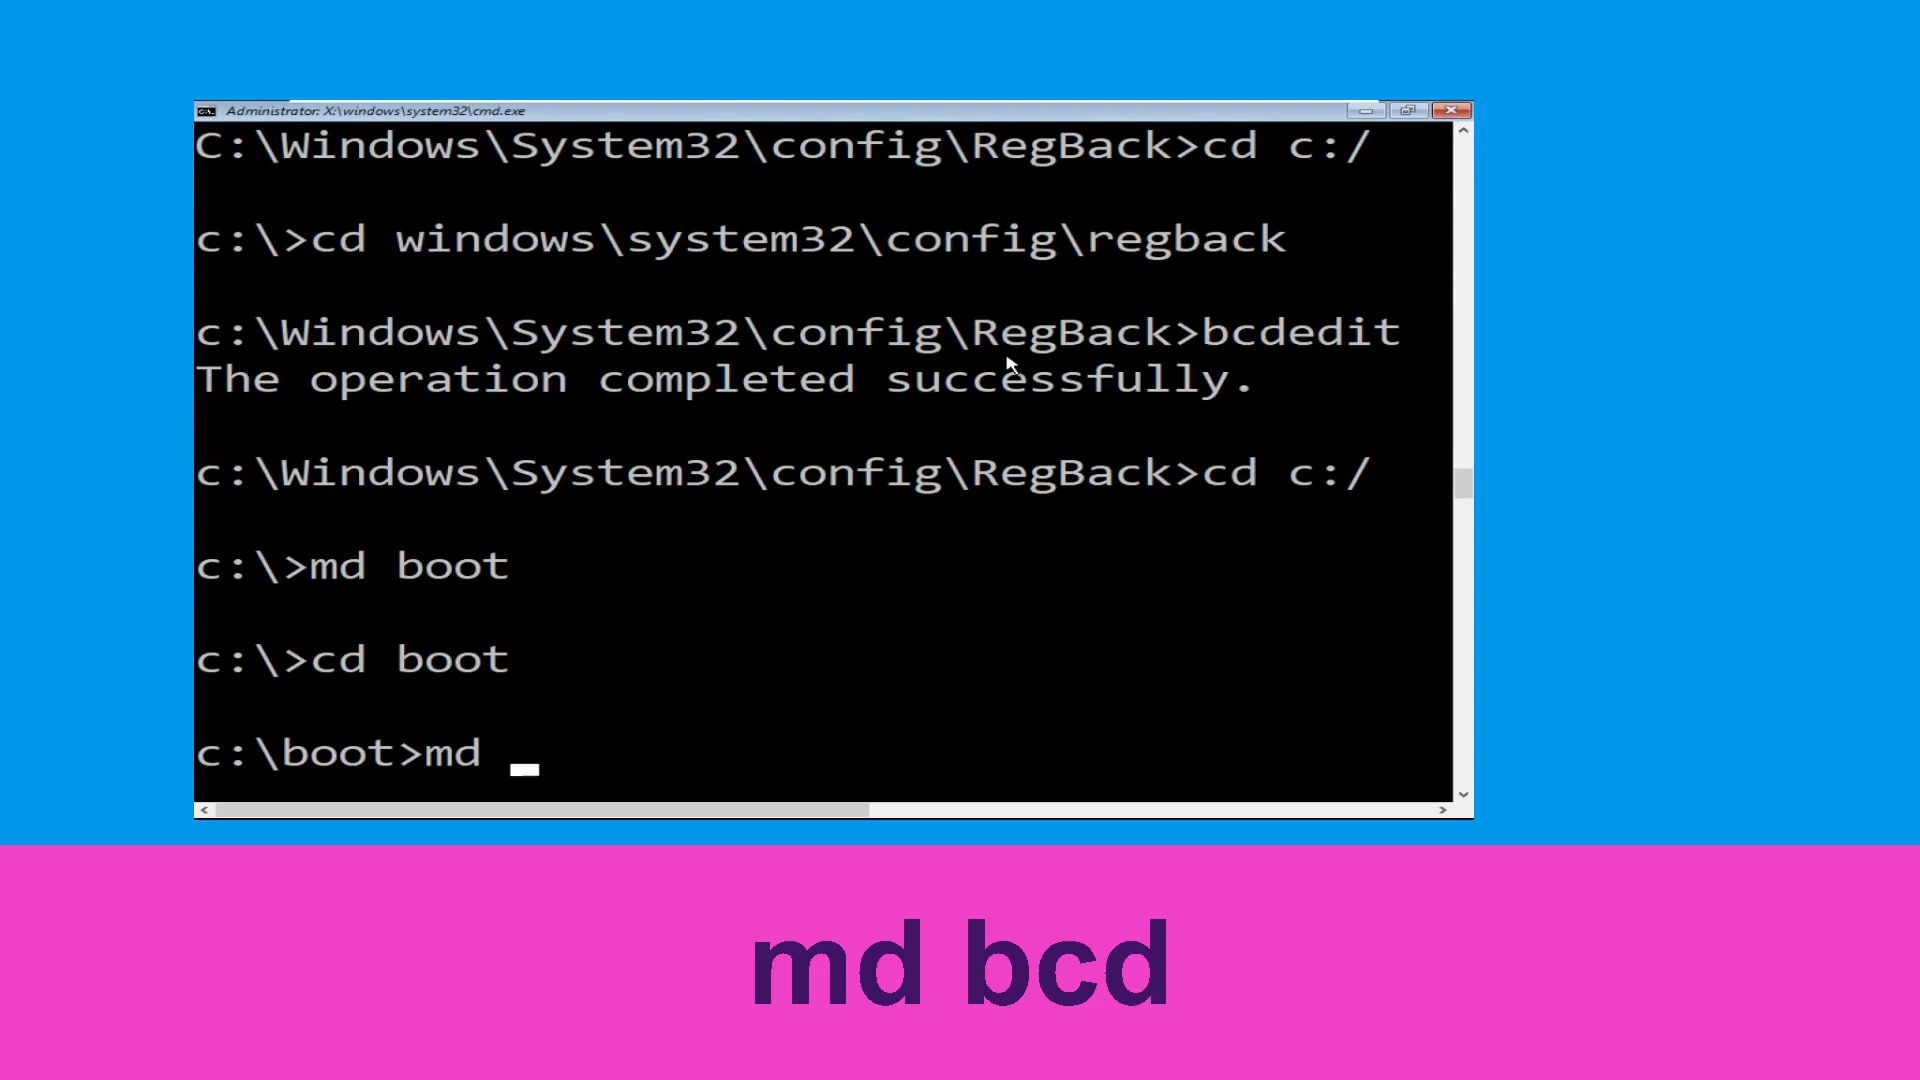 Administrator: X:\windows\system32\cmd.exe
C:\Windows\System32\config\RegBack>cd c:/
c:\>cd windows\system32\config\regback
c:\Windows\System32\config\RegBack>bcdedit
The operation completed successfully.
c:\Windows\System32\config\RegBack>cd c:/
c:\>md boot
c:\>cd boot
c:\boot>md
md bcd